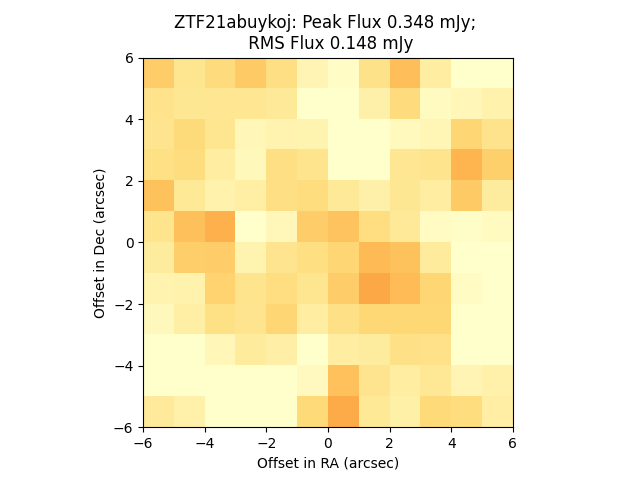 ZTF21abuykoj: Peak Flux 0.348 mJy;
RMS Flux 0.148 mJy
6
4
2
0
−2
−4
−6
Offset in Dec (arcsec)
−6 −4 −2 0 2 4 6
Offset in RA (arcsec)